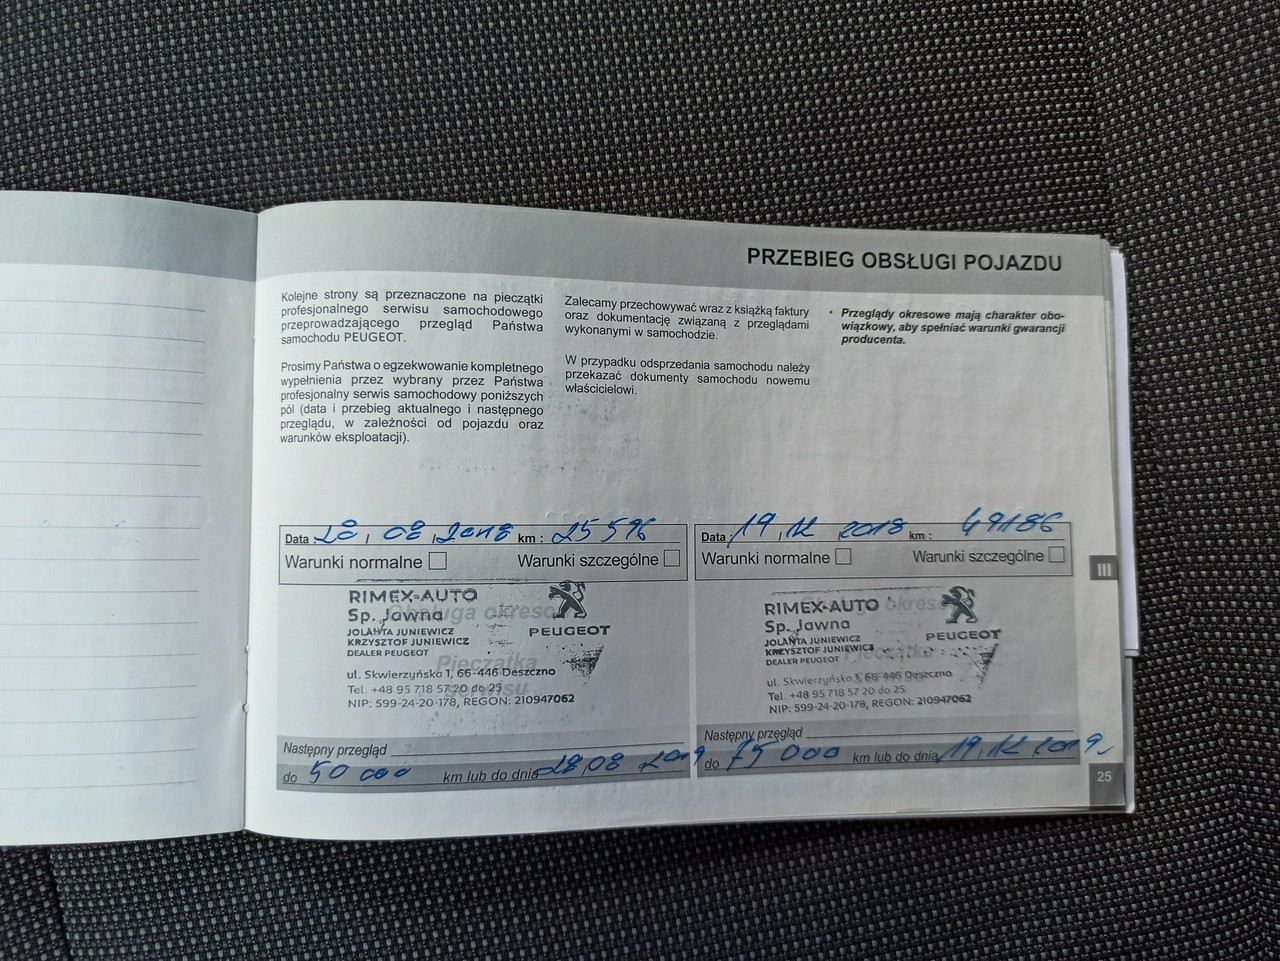 PRZEBIEG OBSŁUGI POJAZDU
Kolejne strony są przeznaczone na pieczątki
profesjonalnego serwisu samochodowego
przeprowadzającego przegląd Państwa
samochodu PEUGEOT.
Prosimy Państwa o egzekwowanie kompletnego
wypełnienia przez wybrany przez Państwa
profesjonalny serwis samochodowy poniższych
pól (data i przebieg aktualnego i następnego
przeglądu, w zależności od pojazdu oraz
warunków eksploatacji).
Zalecamy przechowywać wraz z książką faktury
oraz dokumentację związaną z przeglądami
wykonanymi w samochodzie.
W przypadku odsprzedania samochodu należy
przekazać dokumenty samochodu nowemu
właścicielowi.
• Przeglądy okresowe mają charakter obo-
wiązkowy, aby spełniać warunki gwarancji
producenta.
Data : 28, 08, 2018 km : 25 596
Warunki normalne Warunki szczególne
Obsługa okresowa
RIMEX-AUTO
Sp. Jawna
JOLANTA JUNIEWICZ
KRZYSZTOF JUNIEWICZ
DEALER PEUGEOT
PEUGEOT
Pieczątka
serwisu
ul. Skwierzyńska 1, 66-446 Deszczno
Tel. +48 95 718 57 20 do 25
NIP: 599-24-20-178, REGON: 210947062
Następny przegląd
do 50 000 km lub do dnia 28,08 2019
Data : 19, 12 2018 km : 49186
Warunki normalne Warunki szczególne
RIMEX-AUTO
Sp. Jawna
JOLANTA JUNIEWICZ
KRZYSZTOF JUNIEWICZ
DEALER PEUGEOT
PEUGEOT
Pieczątka
ul. Skwierzyńska 1, 66-446 Deszczno
Tel. +48 95 718 57 20 do 25
NIP: 599-24-20-178, REGON: 210947062
Następny przegląd
do 75 000 km lub do dnia 19, 12 2019,
III
25